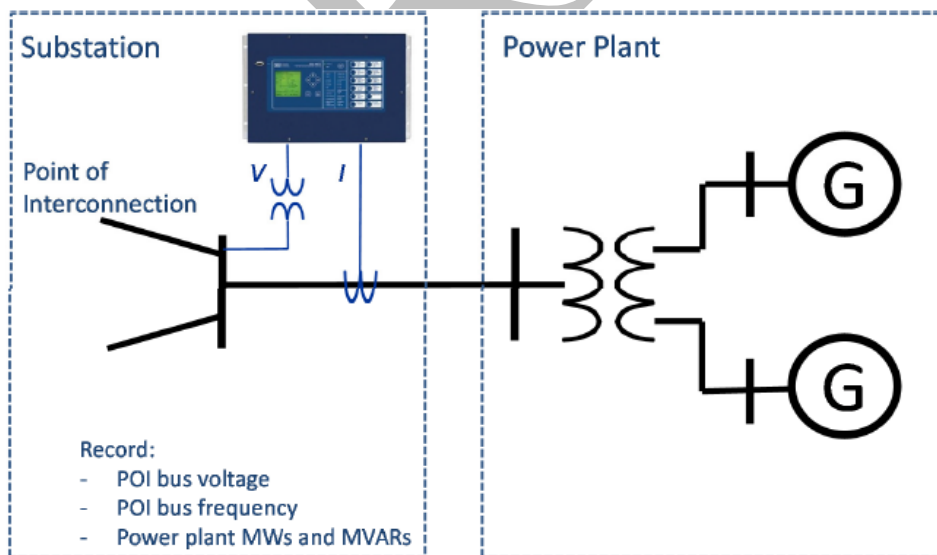 Substation
Power Plant
V
I
Point of
Interconnection
G
G
Record:
- POI bus voltage
- POI bus frequency
- Power plant MWs and MVARs